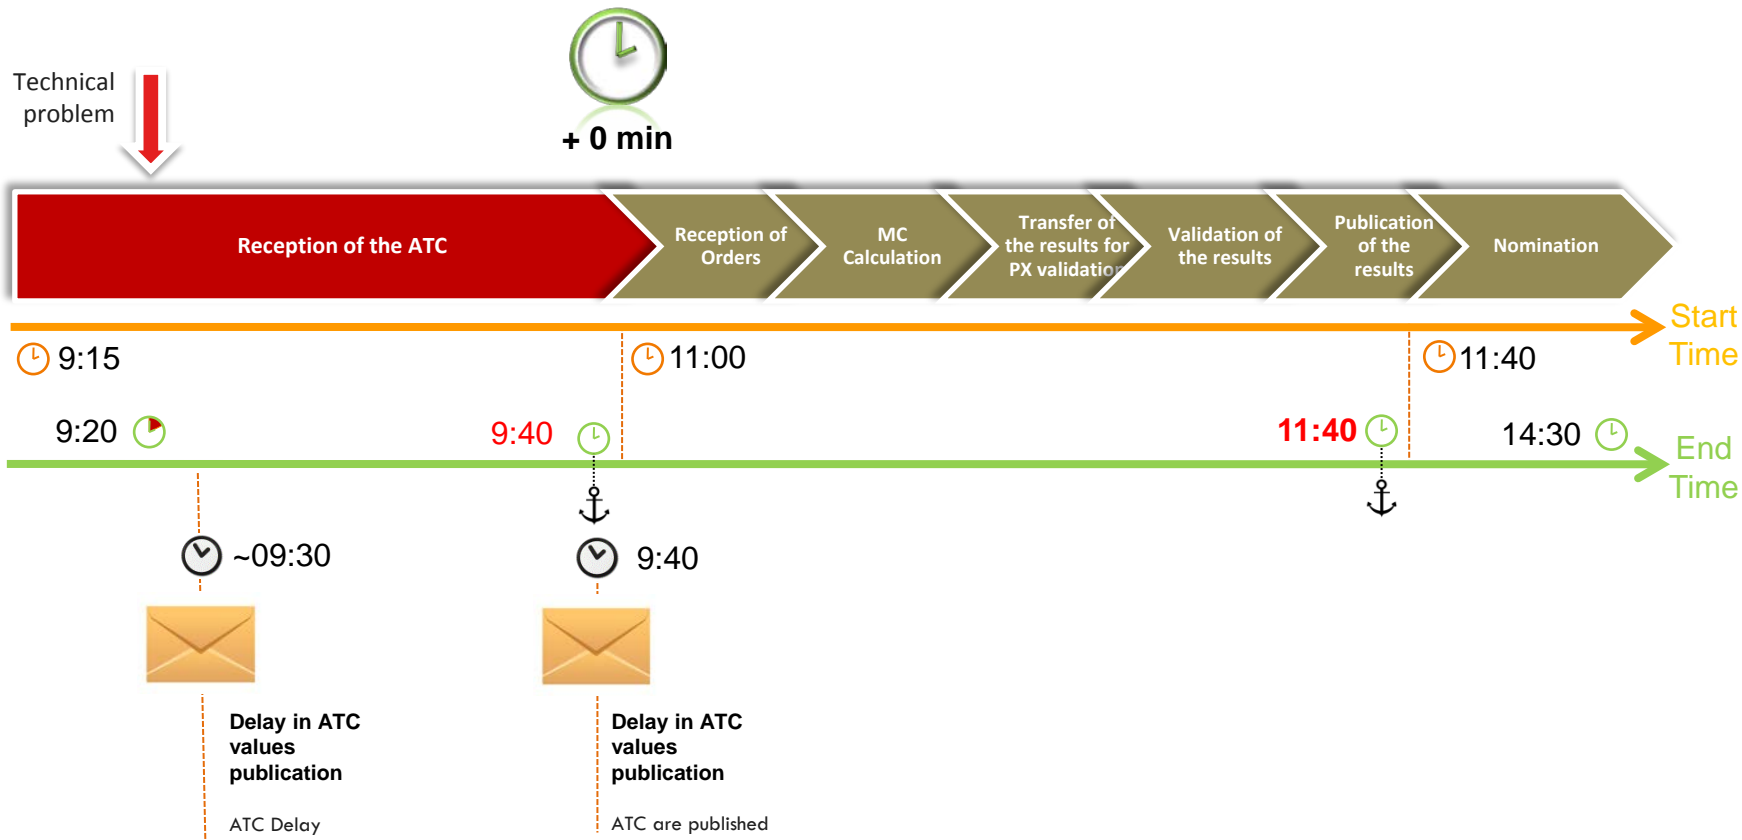 Technical
problem
+ 0 min
Reception of the ATC
Reception of
Orders
MC
Calculation
Transfer of
the results for
PX validation
Validation of
the results
Publication
of the
results
Nomination
Start
Time
9:15
11:00
11:40
9:20
9:40
11:40
14:30
End
Time
~09:30
9:40
Delay in ATC
values
publication
ATC Delay
Delay in ATC
values
publication
ATC are published